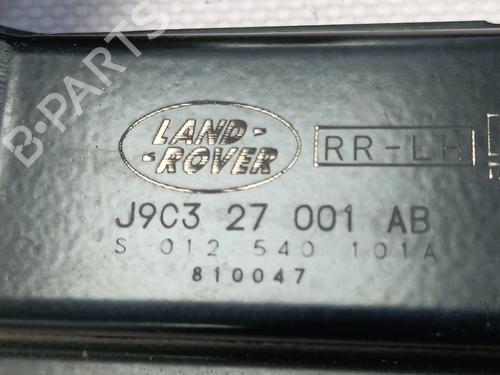 B-PARTS
LAND-
-ROVER
RR-LH
J9C3 27 001 AB
S 012 540 101A
810047